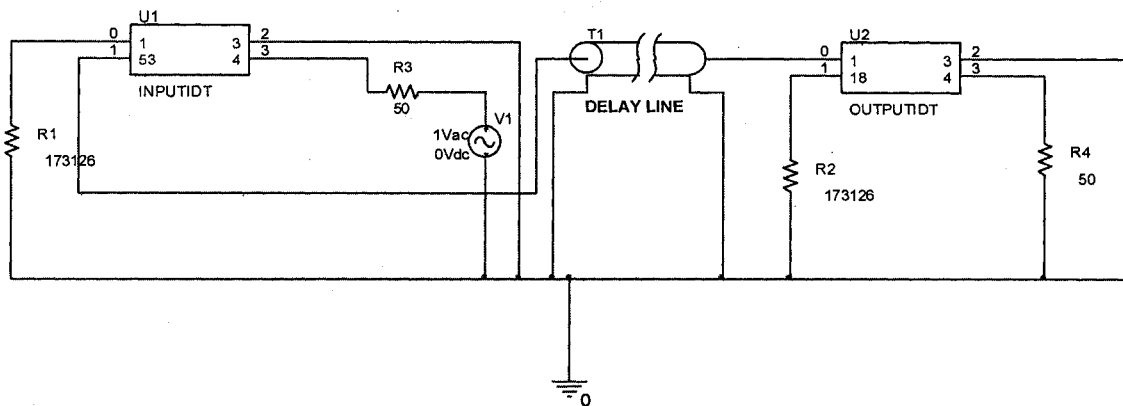 U1
0 1 3 2
1 53 4 3
INPUTIDT
R1
173126
R3
50
V1
1Vac
0Vdc
T1
DELAY LINE
U2
0 1 3 2
1 18 4 3
OUTPUTIDT
R2
173126
R4
50
0